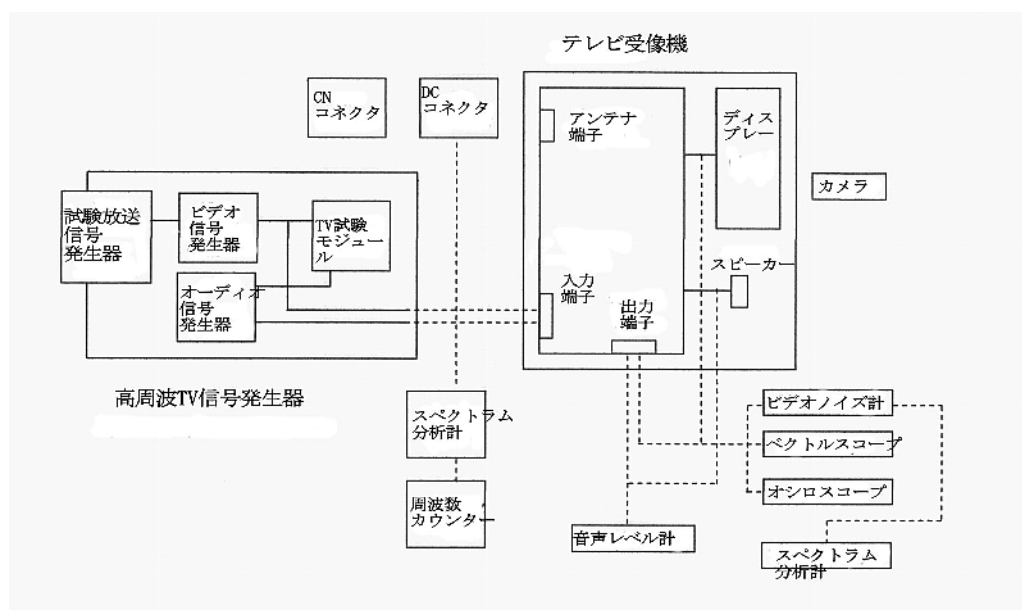 テレビ受像機
CN
コネクタ
DC
コネクタ
アンテナ
端子
ディス
プレー
カメラ
試験放送
信号
発生器
ビデオ
信号
発生器
TV試験
モジュー
ル
オーディオ
信号
発生器
入力
端子
出力
端子
スピーカー
高周波TV信号発生器
スペクトラム
分析計
周波数
カウンター
ビデオノイズ計
ベクトルスコープ
オシロスコープ
音声レベル計
スペクトラム
分析計